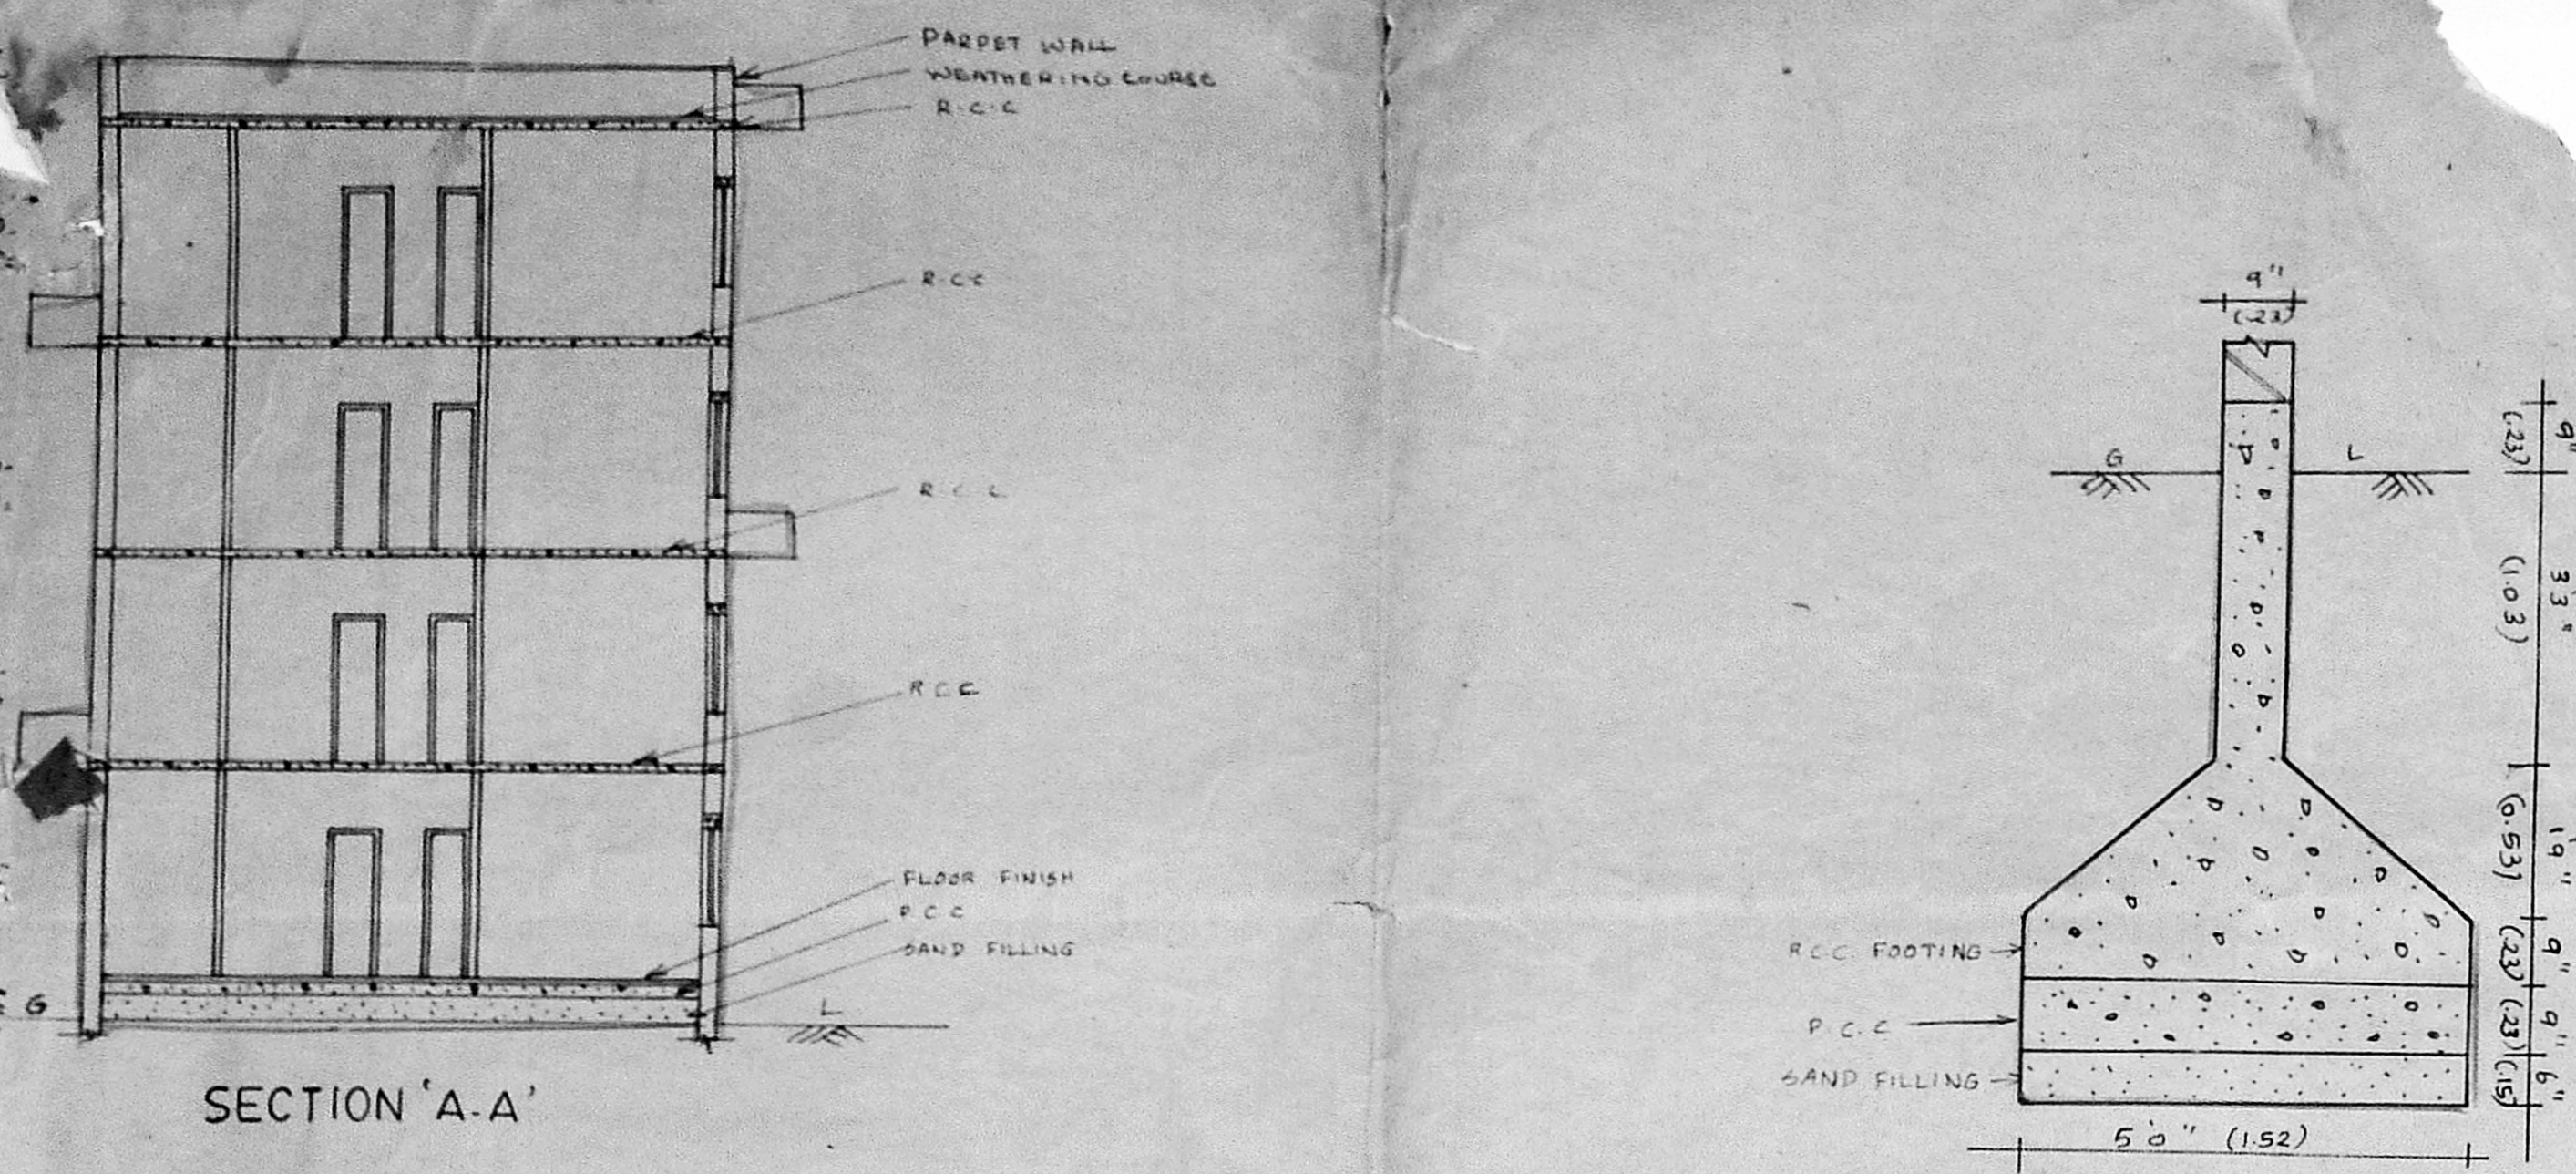 PARPET WALL
WEATHERING COURSE
R.C.C
R.C.C
R.C.C
R C C
FLOOR FINISH
P C C
SAND FILLING
G
L
SECTION 'A-A'
9"
(.23)
G
L
9"
(.23)
3'3"
(1.03)
1'9"
(0.53)
9"
(.23)
9"
(.23)
6"
(.15)
R.C.C. FOOTING
P.C.C
SAND FILLING
5'0" (1.52)